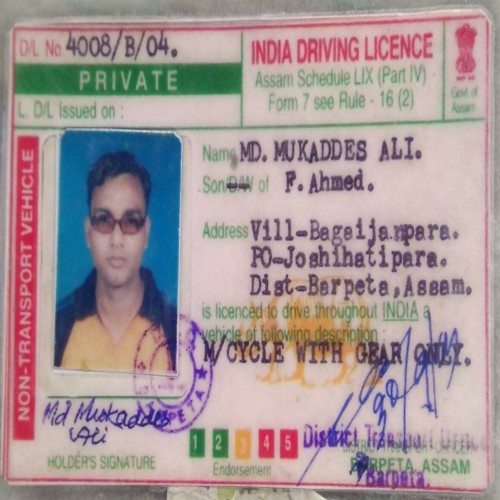 D/L No. 4008/B/04.
PRIVATE
L. D/L Issued on :
INDIA DRIVING LICENCE
Assam Schedule LIX (Part IV) -
Form 7 see Rule - 16 (2)
Govt of
Assam
NON-TRANSPORT VEHICLE
Name MD. MUKADDES ALI.
Son/D/W of F. Ahmed.
Address Vill-Bagaijanpara.
PO-Joshihatipara.
Dist-Barpeta, Assam.
is licenced to drive throughout INDIA a
vehicle of following description
M/CYCLE WITH GEAR ONLY.
Md Mukaddes
Ali
HOLDER'S SIGNATURE
1 2 3 4 5
Endorsement
District Transport Officer
BARPETA, ASSAM
Barpeta.